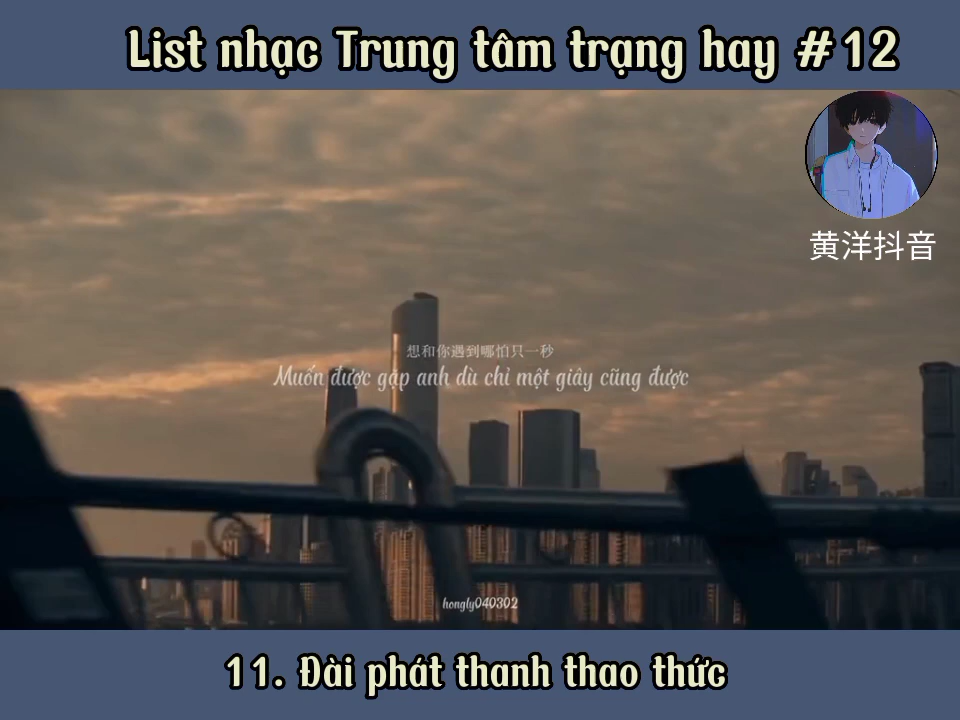 List nhạc Trung tâm trạng hay #12
黄洋抖音
想和你遇到哪怕只一秒
Muốn được gặp anh dù chỉ một giây cũng được
hongly040302
11. Đài phát thanh thao thức